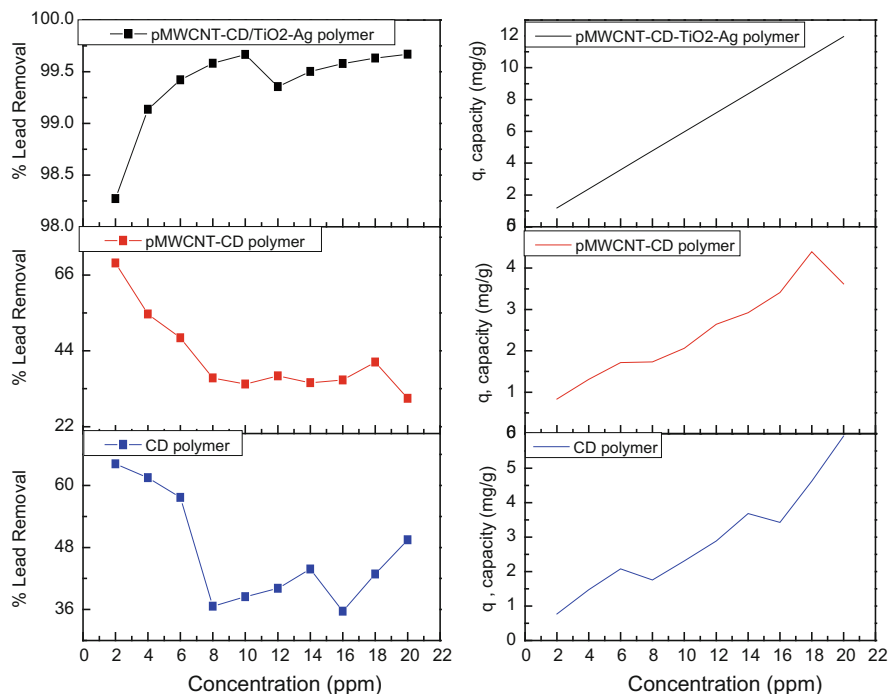 pMWCNT-CD/TiO2-Ag polymer
% Lead Removal
100.0
99.5
99.0
98.5
98.0
pMWCNT-CD polymer
% Lead Removal
66
44
22
CD polymer
% Lead Removal
60
48
36
0 2 4 6 8 10 12 14 16 18 20 22
Concentration (ppm)
pMWCNT-CD-TiO2-Ag polymer
q, capacity (mg/g)
12
10
8
6
4
2
pMWCNT-CD polymer
q, capacity (mg/g)
4
3
2
1
CD polymer
q , capacity (mg/g)
5
4
3
2
1
0
0 2 4 6 8 10 12 14 16 18 20 22
Concentration (ppm)